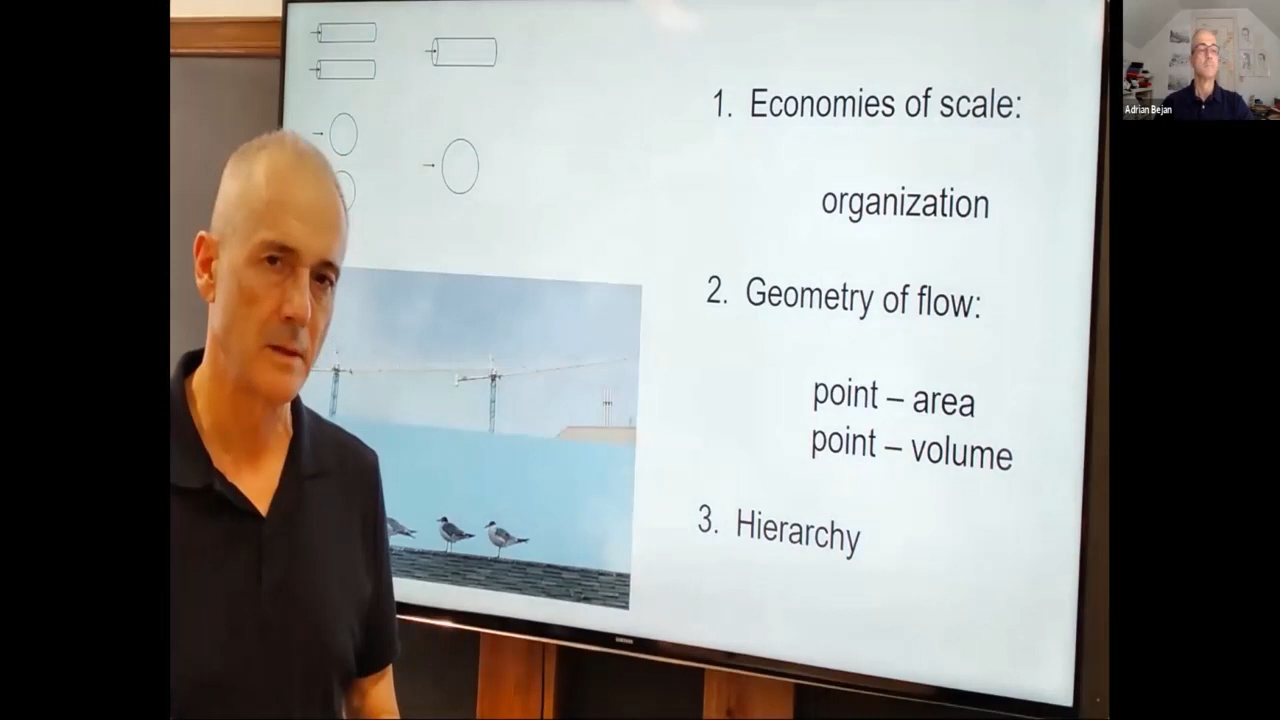 1. Economies of scale:
organization
2. Geometry of flow:
point – area
point – volume
3. Hierarchy
Adrian Bejan
SAMSUNG